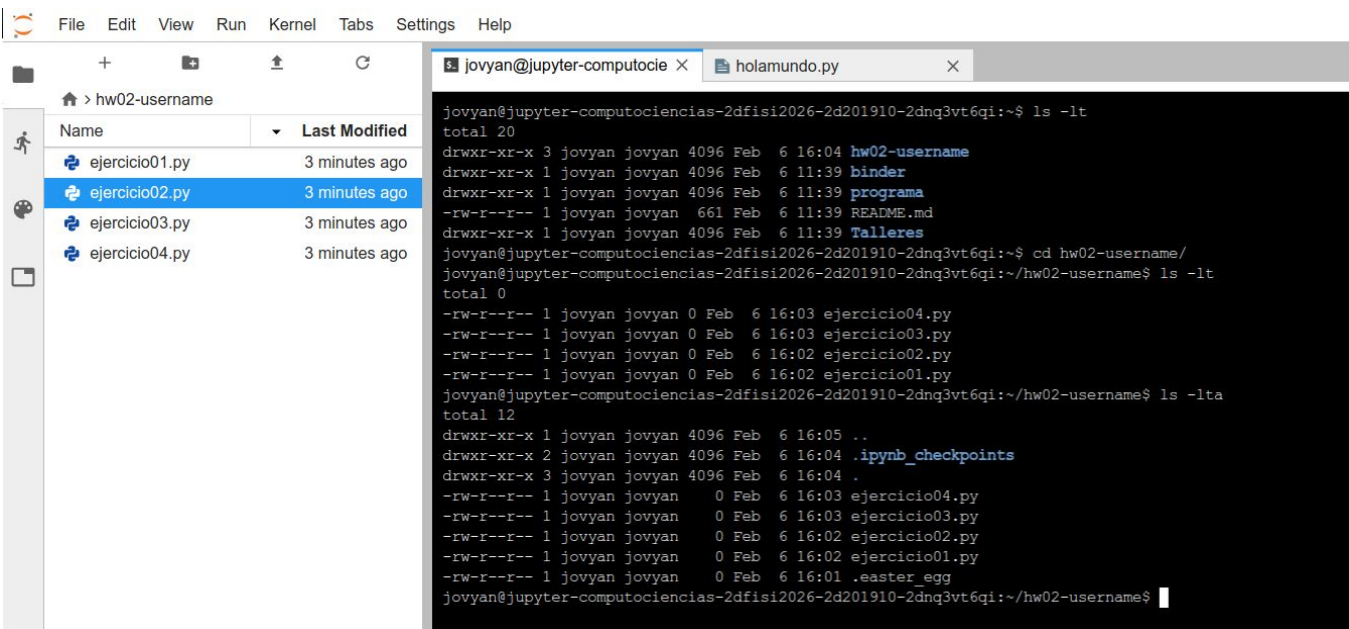 File Edit View Run Kernel Tabs Settings Help
hw02-username
Name Last Modified
ejercicio01.py 3 minutes ago
ejercicio02.py 3 minutes ago
ejercicio03.py 3 minutes ago
ejercicio04.py 3 minutes ago
jovyan@jupyter-computocie holamundo.py
jovyan@jupyter-computociencias-2dfisi2026-2d201910-2dnq3vt6qi:~$ ls -lt
total 20
drwxr-xr-x 3 jovyan jovyan 4096 Feb  6 16:04 hw02-username
drwxr-xr-x 1 jovyan jovyan 4096 Feb  6 11:39 binder
drwxr-xr-x 1 jovyan jovyan 4096 Feb  6 11:39 programa
-rw-r--r-- 1 jovyan jovyan  661 Feb  6 11:39 README.md
drwxr-xr-x 1 jovyan jovyan 4096 Feb  6 11:39 Talleres
jovyan@jupyter-computociencias-2dfisi2026-2d201910-2dnq3vt6qi:~$ cd hw02-username/
jovyan@jupyter-computociencias-2dfisi2026-2d201910-2dnq3vt6qi:~/hw02-username$ ls -lt
total 0
-rw-r--r-- 1 jovyan jovyan 0 Feb  6 16:03 ejercicio04.py
-rw-r--r-- 1 jovyan jovyan 0 Feb  6 16:03 ejercicio03.py
-rw-r--r-- 1 jovyan jovyan 0 Feb  6 16:02 ejercicio02.py
-rw-r--r-- 1 jovyan jovyan 0 Feb  6 16:02 ejercicio01.py
jovyan@jupyter-computociencias-2dfisi2026-2d201910-2dnq3vt6qi:~/hw02-username$ ls -lta
total 12
drwxr-xr-x 1 jovyan jovyan 4096 Feb  6 16:05 ..
drwxr-xr-x 2 jovyan jovyan 4096 Feb  6 16:04 .ipynb_checkpoints
drwxr-xr-x 3 jovyan jovyan 4096 Feb  6 16:04 .
-rw-r--r-- 1 jovyan jovyan    0 Feb  6 16:03 ejercicio04.py
-rw-r--r-- 1 jovyan jovyan    0 Feb  6 16:03 ejercicio03.py
-rw-r--r-- 1 jovyan jovyan    0 Feb  6 16:02 ejercicio02.py
-rw-r--r-- 1 jovyan jovyan    0 Feb  6 16:02 ejercicio01.py
-rw-r--r-- 1 jovyan jovyan    0 Feb  6 16:01 .easter_egg
jovyan@jupyter-computociencias-2dfisi2026-2d201910-2dnq3vt6qi:~/hw02-username$